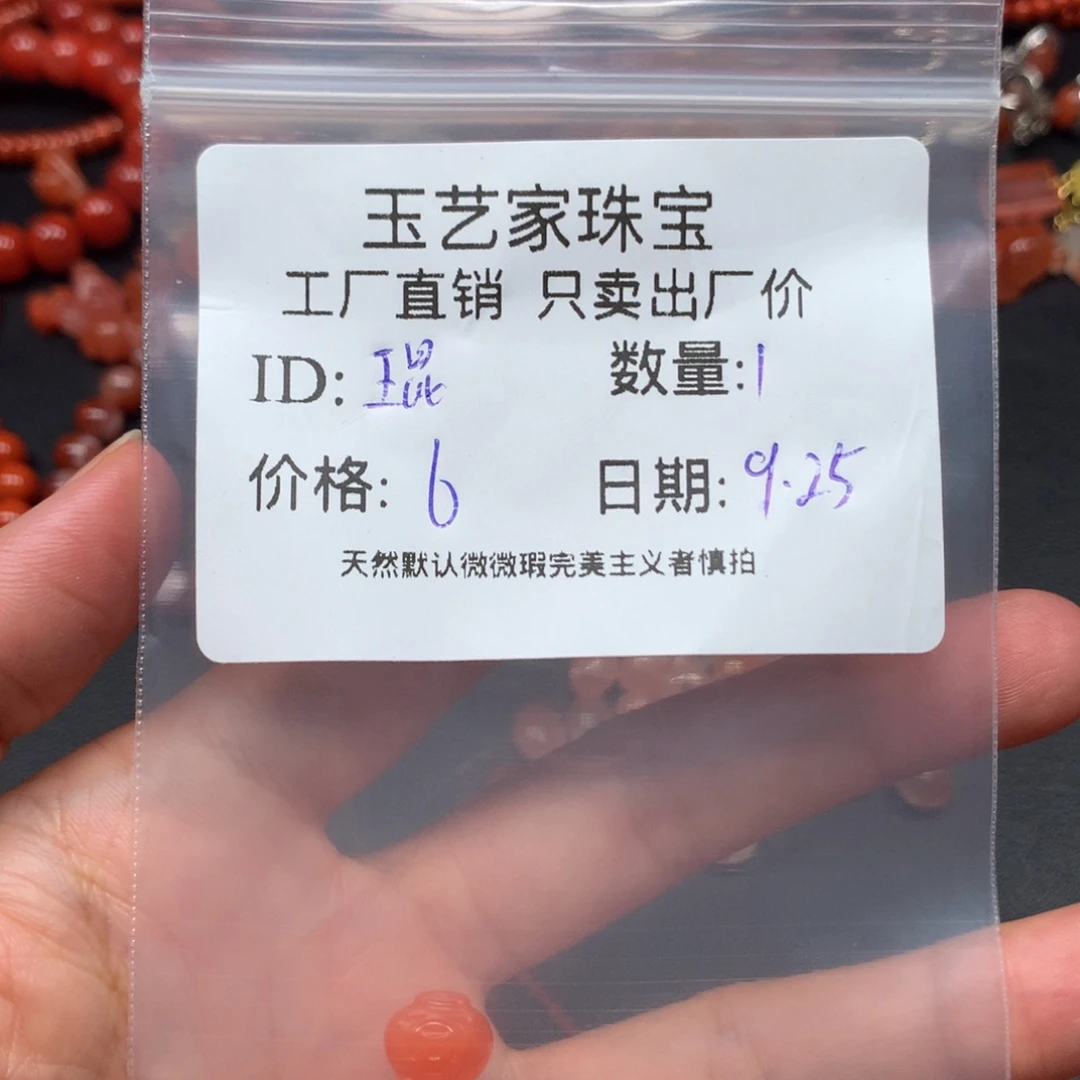 玉艺家珠宝
工厂直销 只卖出厂价
ID: 琨 数量:1
价格: 6 日期: 9.25
天然默认微微瑕完美主义者慎拍